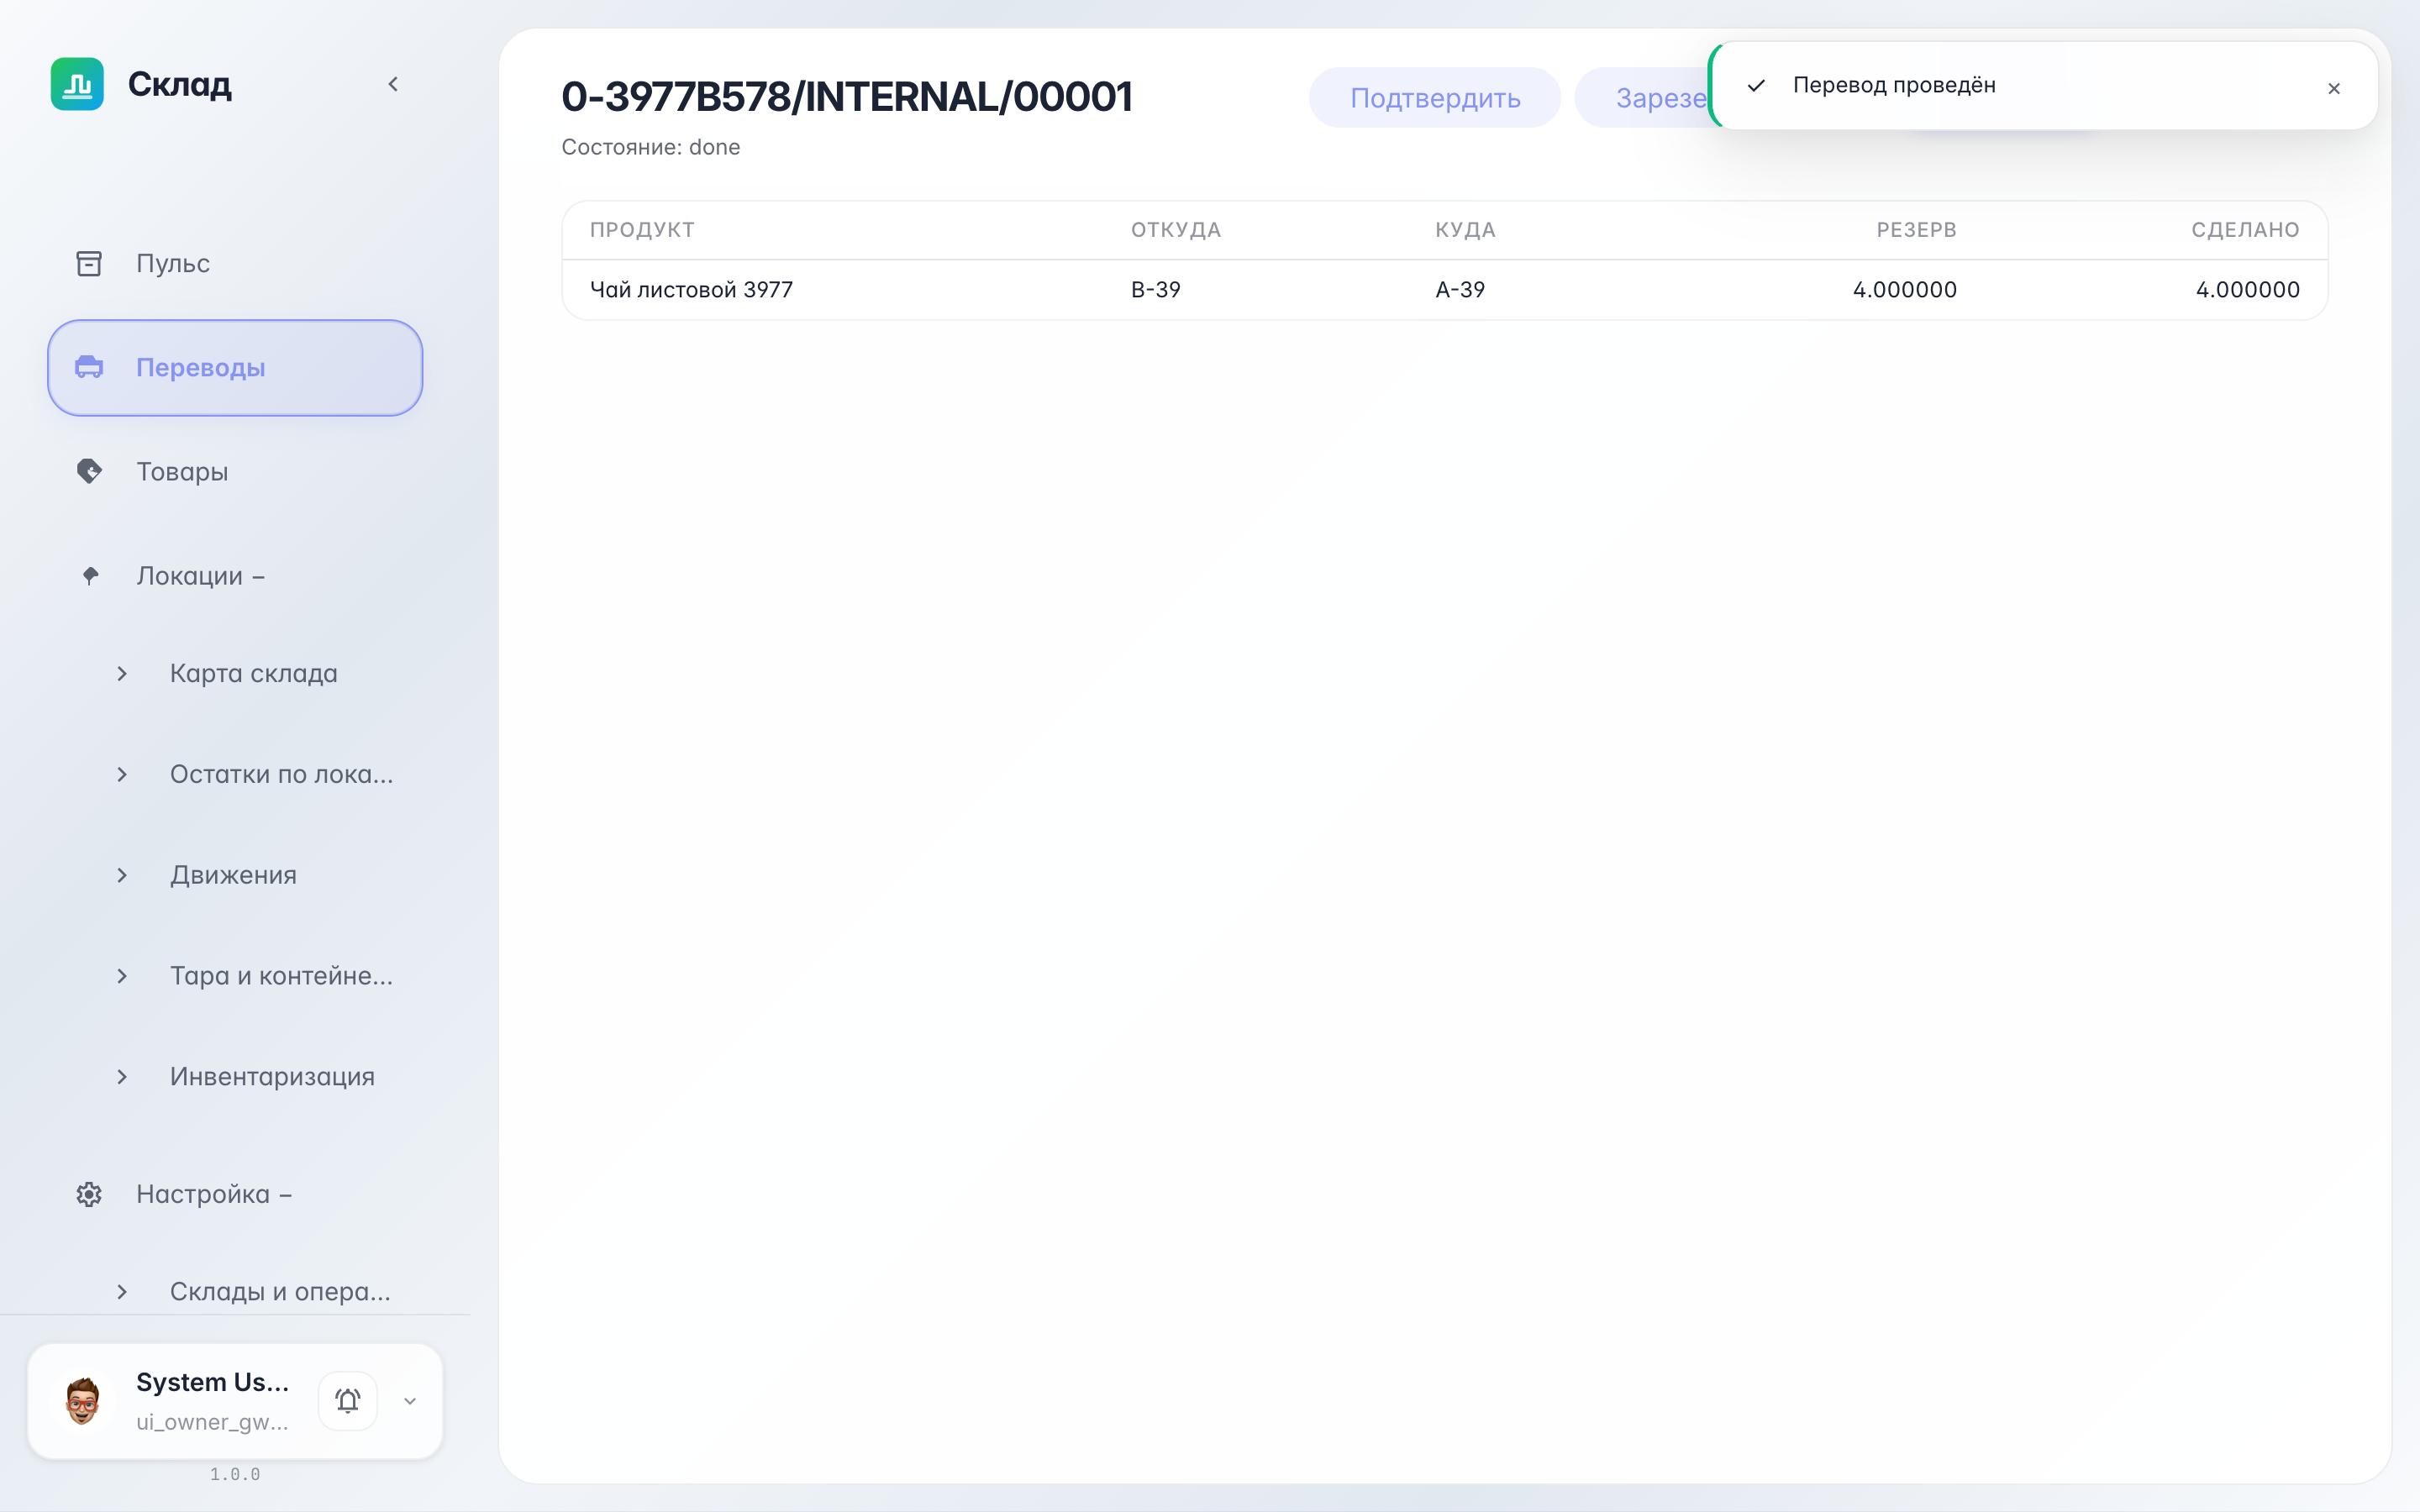 Склад
Пульс
Переводы
Товары
Локации –
Карта склада
Остатки по лока...
Движения
Тара и контейне...
Инвентаризация
Настройка –
Склады и опера...
System Us...
ui_owner_gw...
1.0.0
0-3977B578/INTERNAL/00001
Состояние: done
Подтвердить
Зарезе
Перевод проведён
ПРОДУКТ ОТКУДА КУДА РЕЗЕРВ СДЕЛАНО
Чай листовой 3977 B-39 A-39 4.000000 4.000000